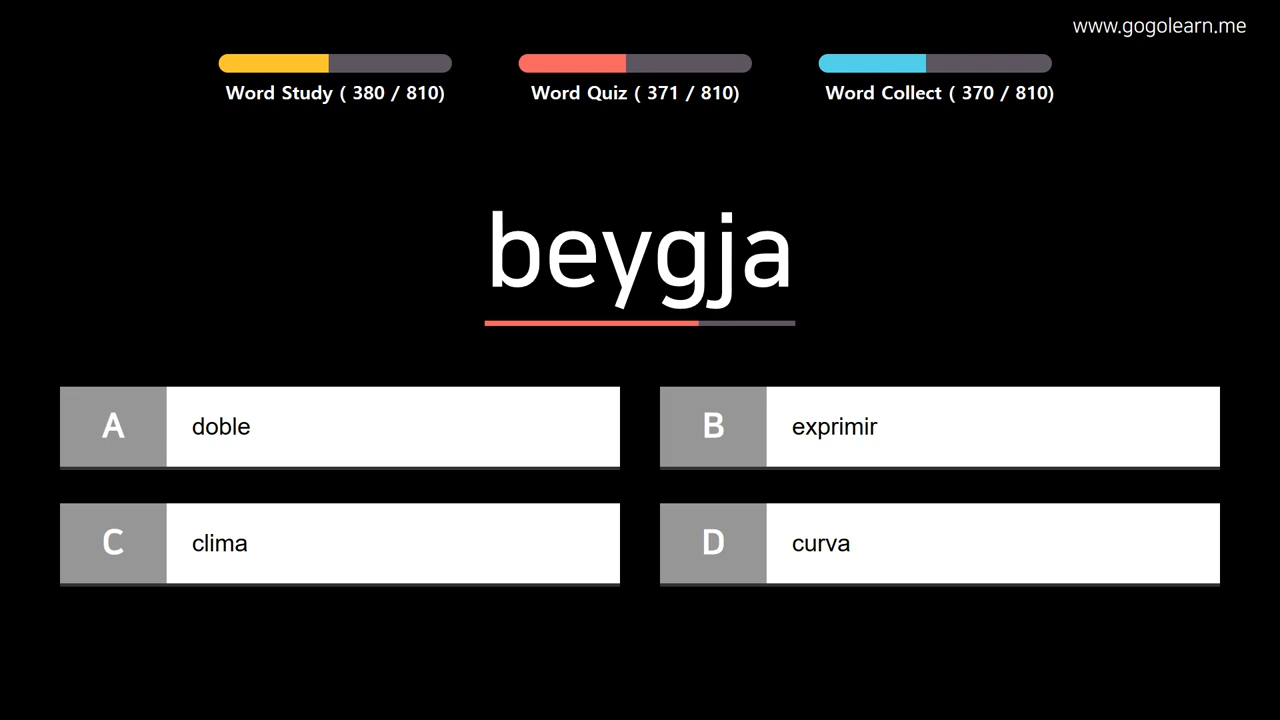 www.gogolearn.me
Word Study ( 380 / 810)
Word Quiz ( 371 / 810)
Word Collect ( 370 / 810)
beygja
A doble
B exprimir
C clima
D curva